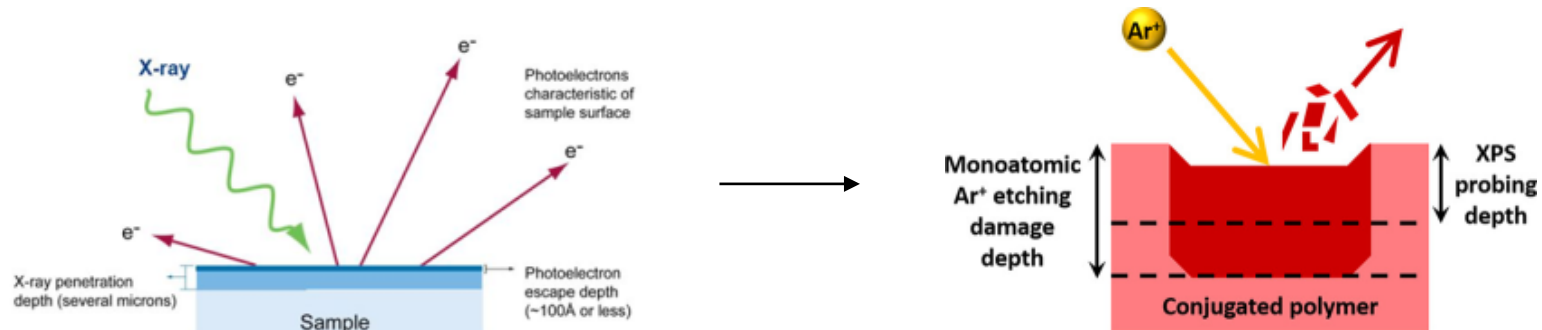 X-ray
e-
e-
e-
e-
Photoelectrons
characteristic of
sample surface
X-ray penetration
depth (several microns)
Photoelectron
escape depth
(~100Å or less)
Sample
Ar+
Monoatomic
Ar+ etching
damage
depth
XPS
probing
depth
Conjugated polymer